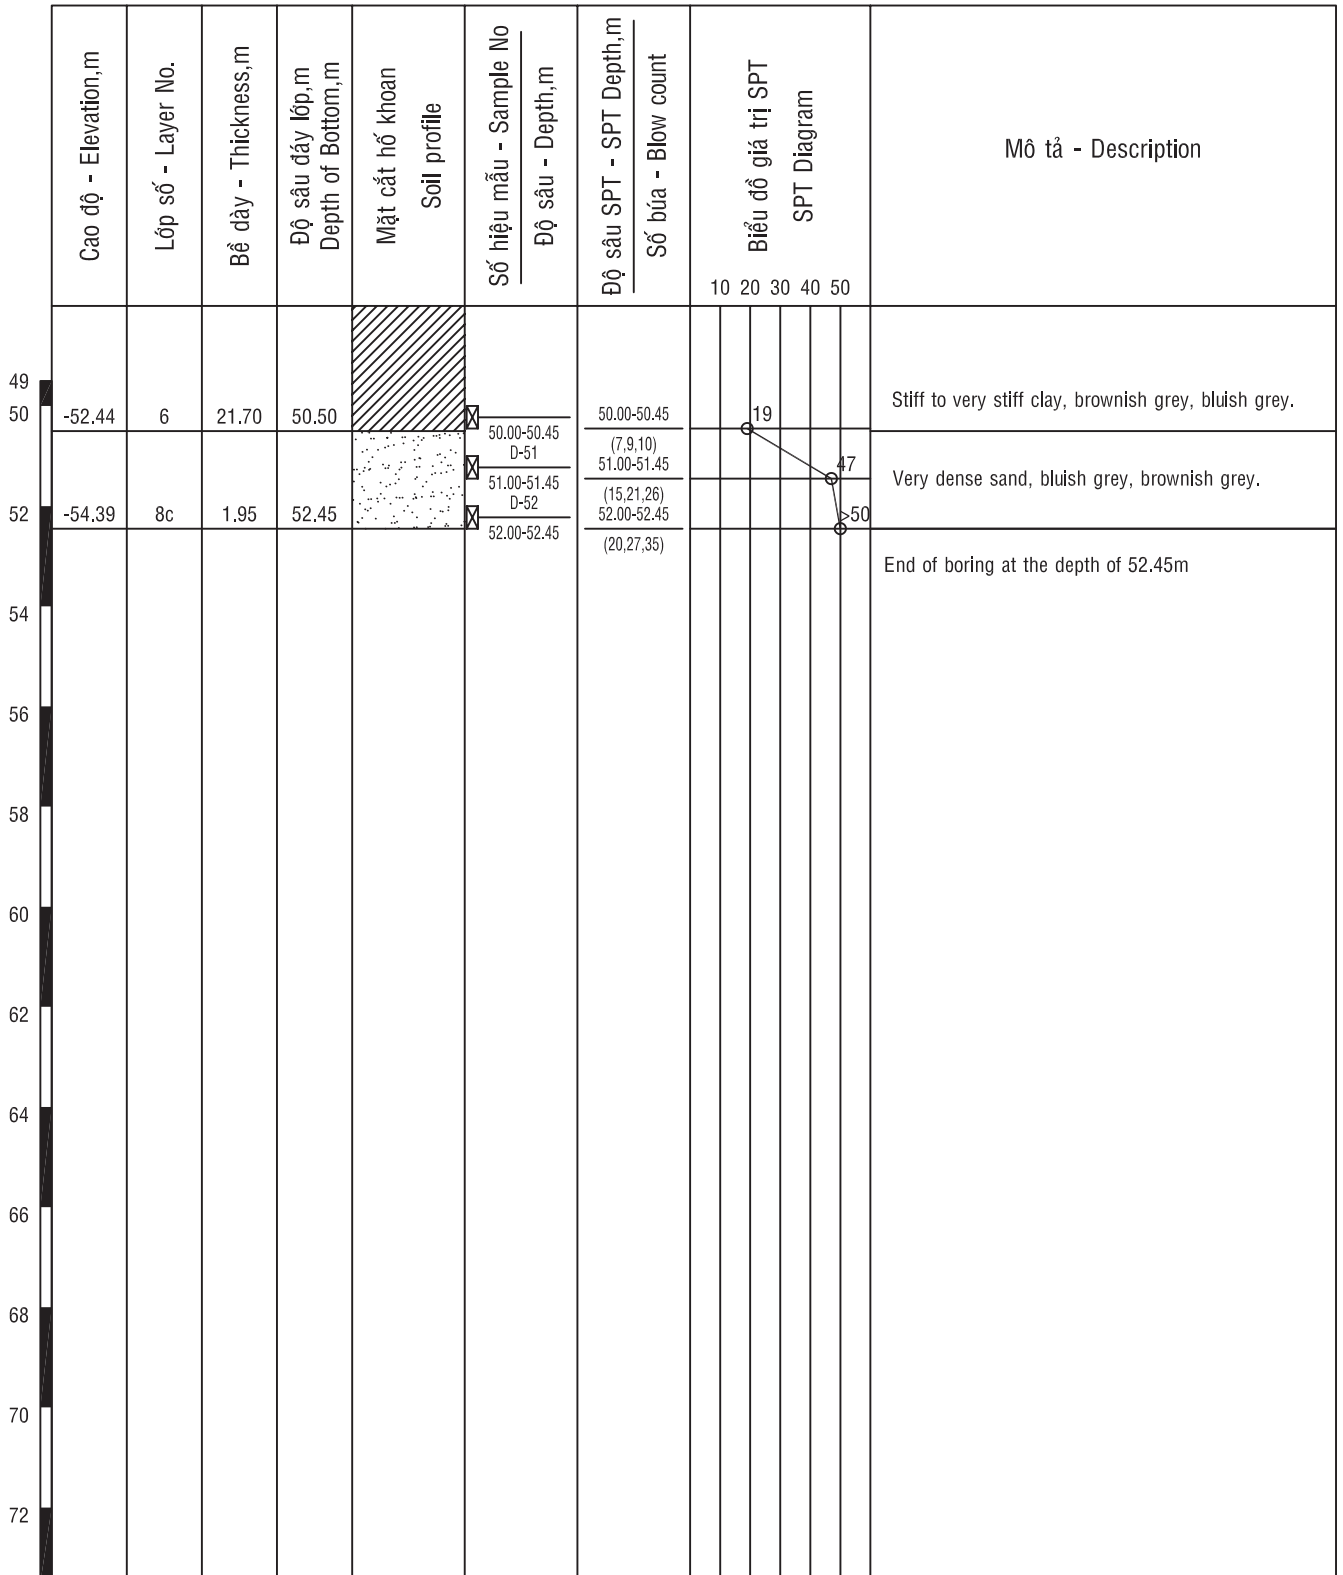 Cao độ - Elevation,m
Lớp số - Layer No.
Bề dày - Thickness,m
Độ sâu đáy lớp,m
Depth of Bottom,m
Mặt cắt hố khoan
Soil profile
Số hiệu mẫu - Sample No
Độ sâu - Depth,m
Độ sâu SPT - SPT Depth,m
Số búa - Blow count
Biểu đồ giá trị SPT
SPT Diagram
10 20 30 40 50
Mô tả - Description
49
50
-52.44 6 21.70 50.50
50.00-50.45
D-51
50.00-50.45
(7,9,10)
19
Stiff to very stiff clay, brownish grey, bluish grey.
51.00-51.45
D-52
51.00-51.45
(15,21,26)
47
Very dense sand, bluish grey, brownish grey.
52
-54.39 8c 1.95 52.45
52.00-52.45
52.00-52.45
(20,27,35)
>50
End of boring at the depth of 52.45m
54
56
58
60
62
64
66
68
70
72